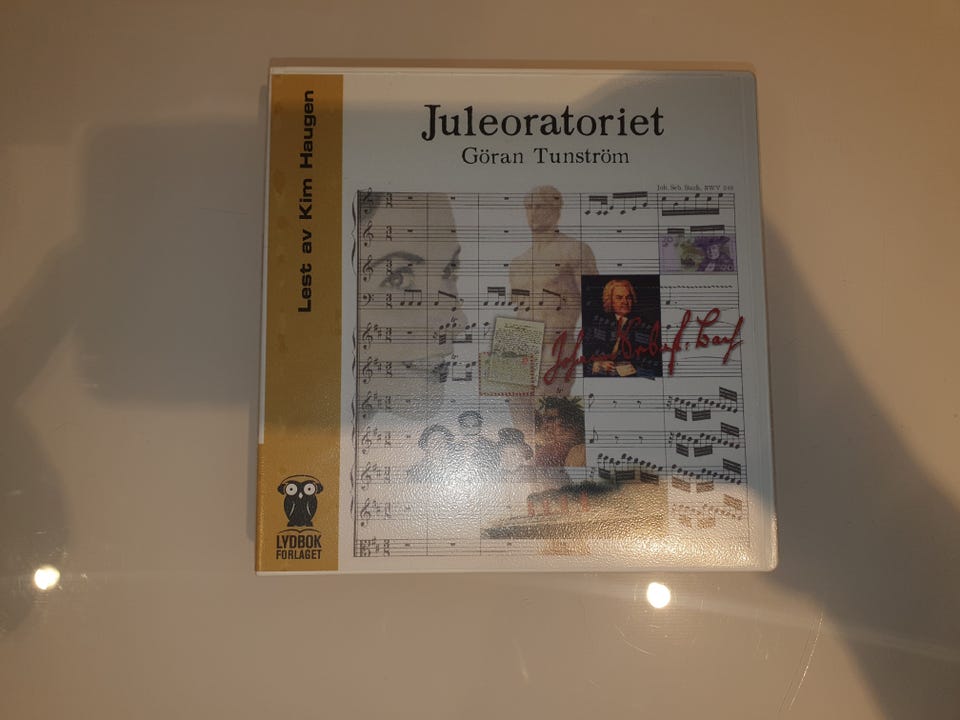 Juleoratoriet
Göran Tunström
Joh. Seb. Bach, BWV 248
Lest av Kim Haugen
LYDBOK
FORLAGET